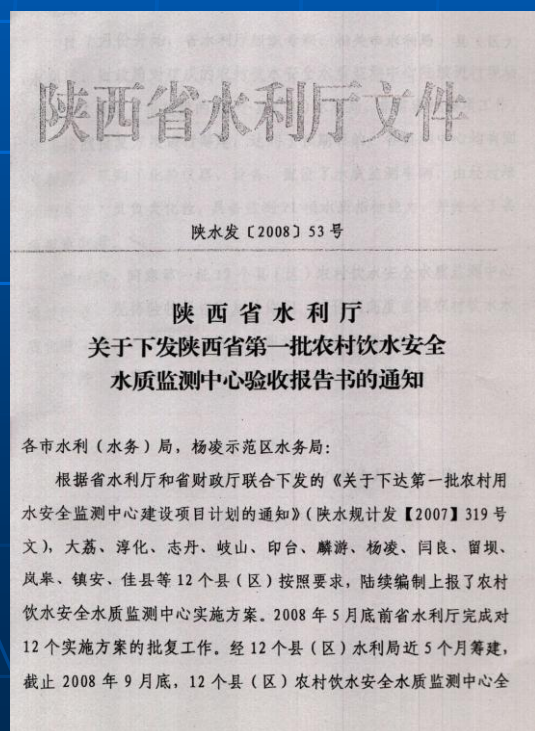 陕西省水利厅文件
陕水发〔2008〕53号
陕西省水利厅
关于下发陕西省第一批农村饮水安全
水质监测中心验收报告书的通知
各市水利（水务）局，杨凌示范区水务局：
根据省水利厅和省财政厅联合下发的《关于下达第一批农村用
水安全监测中心建设项目计划的通知》（陕水规计发【2007】319号
文），大荔、淳化、志丹、岐山、印台、麟游、杨凌、闫良、留坝、
岚皋、镇安、佳县等12个县（区）按照要求，陆续编制上报了农村
饮水安全水质监测中心实施方案。2008年5月底前省水利厅完成对
12个实施方案的批复工作。经12个县（区）水利局近5个月筹建，
截止2008年9月底，12个县（区）农村饮水安全水质监测中心全